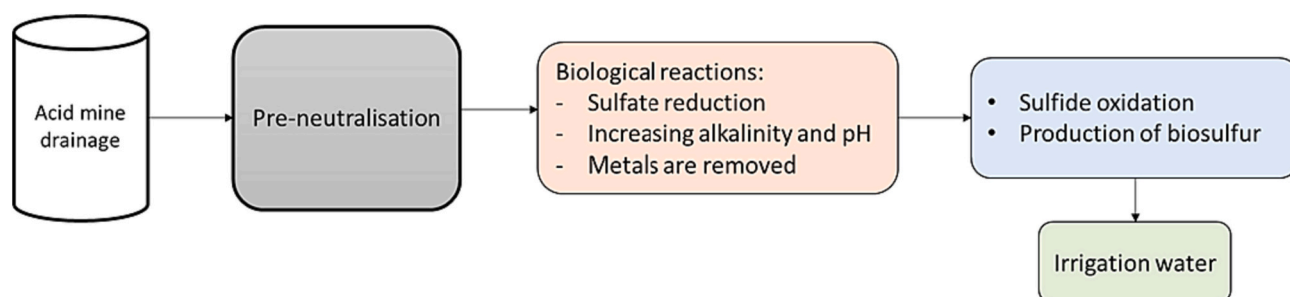 Acid mine
drainage
Pre-neutralisation
Biological reactions:
- Sulfate reduction
- Increasing alkalinity and pH
- Metals are removed
• Sulfide oxidation
• Production of biosulfur
Irrigation water